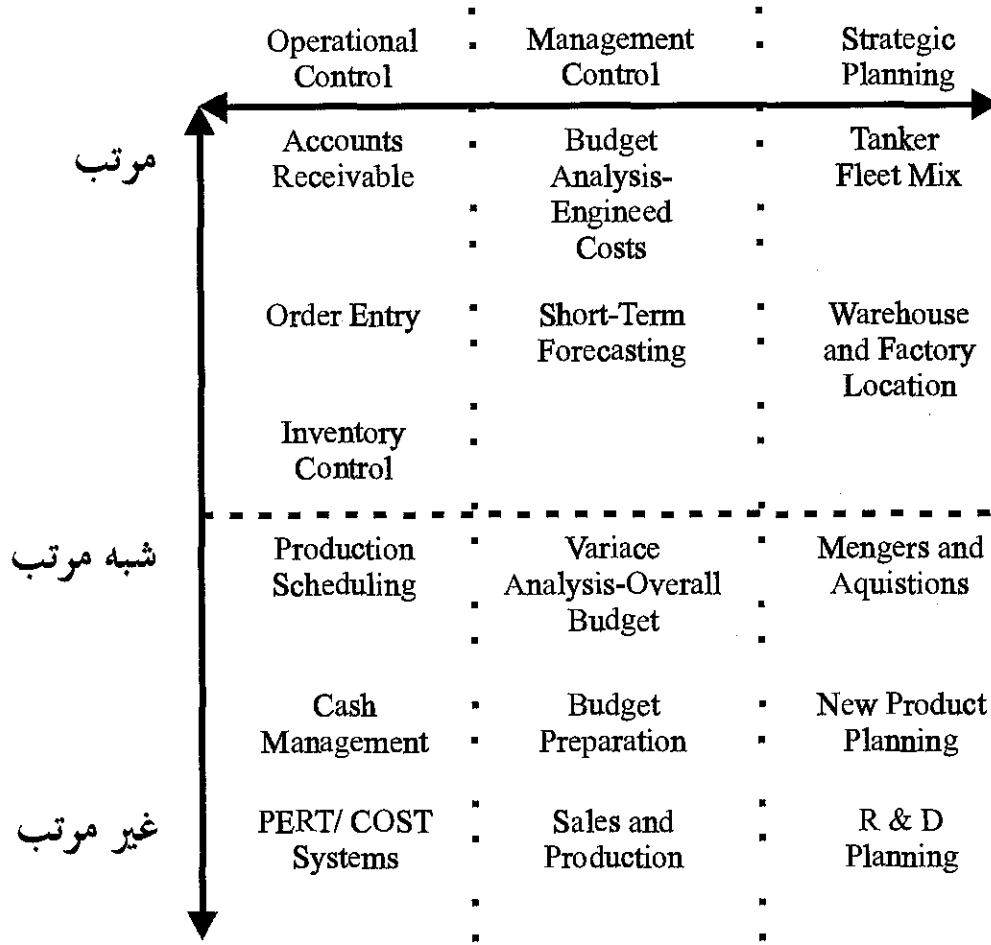 Operational Control
Management Control
Strategic Planning
مرتب
Accounts Receivable
Budget Analysis-Engineed Costs
Tanker Fleet Mix
Order Entry
Short-Term Forecasting
Warehouse and Factory Location
Inventory Control
شبه مرتب
Production Scheduling
Variace Analysis-Overall Budget
Mengers and Aquistions
Cash Management
Budget Preparation
New Product Planning
غير مرتب
PERT/ COST Systems
Sales and Production
R & D Planning